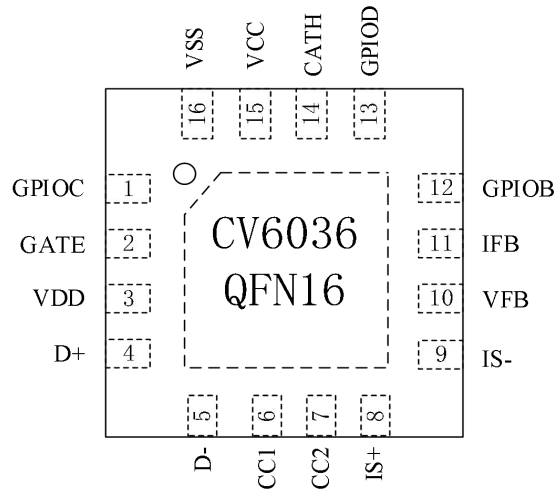 VSS VCC CATH GPIOD
16 15 14 13
GPIOC 1 12 GPIOB
GATE 2 11 IFB
VDD 3 10 VFB
D+ 4 9 IS-
CV6036
QFN16
5 6 7 8
D- CC1 CC2 IS+